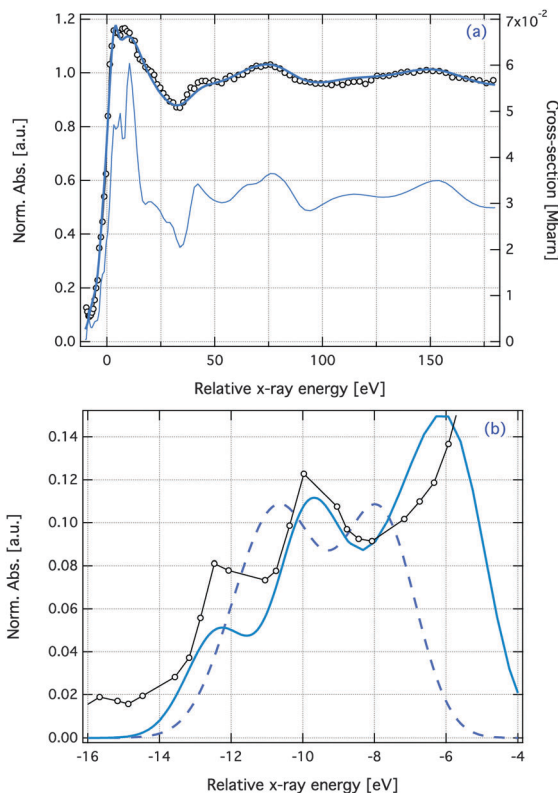 (a)
1.2
1.0
0.8
0.6
0.4
0.2
0.0
Norm. Abs. [a.u.]
7x10-2
6
5
4
3
2
1
0
Cross-section [Mbarn]
0 50 100 150
Relative x-ray energy [eV]
(b)
0.14
0.12
0.10
0.08
0.06
0.04
0.02
0.00
Norm. Abs. [a.u.]
-16 -14 -12 -10 -8 -6 -4
Relative x-ray energy [eV]